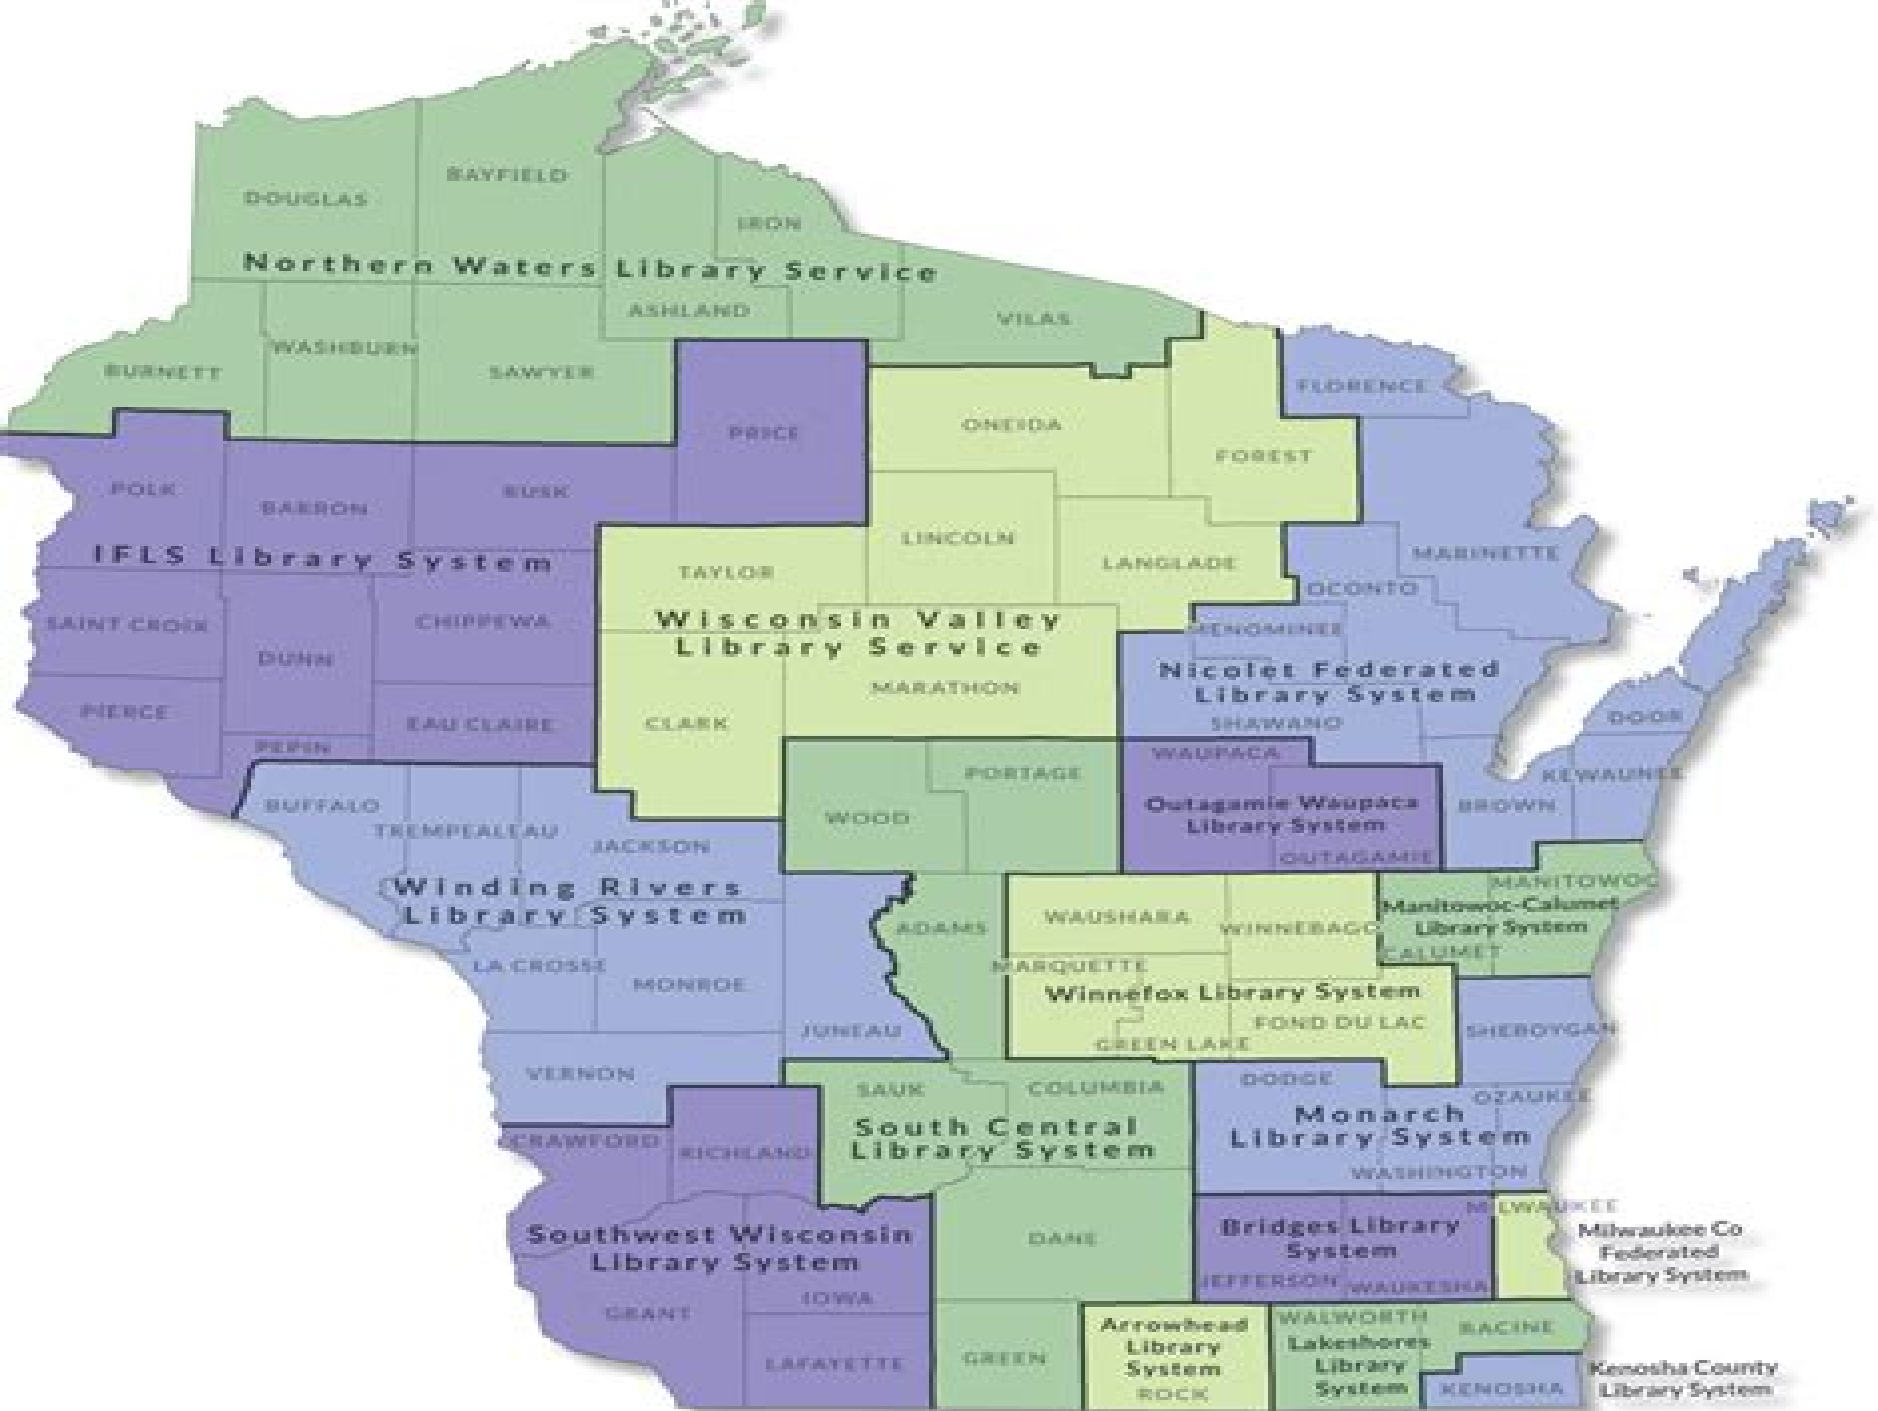 BAYFIELD
DOUGLAS
IRON
Northern Waters Library Service
ASHLAND
VILAS
WASHBURN
BURNETT
SAWYER
FLORENCE
ONEIDA
PRICE
FOREST
POLK
RUSK
BARRON
LINCOLN
MARINETTE
IFLS Library System
LANGLADE
TAYLOR
OCONTO
Wisconsin Valley
Library Service
SAINT CROIX
CHIPPEWA
MENOMINEE
DUNN
Nicolet Federated
Library System
MARATHON
PIERCE
EAU CLAIRE
CLARK
SHAWANO
DOOR
PEPIN
WAUPACA
PORTAGE
KEWAUNEE
BUFFALO
Outagamie Waupaca
Library System
BROWN
WOOD
TREMPEALEAU
JACKSON
OUTAGAMIE
MANITOWOC
Winding Rivers
Library System
Manitowoc-Calumet
Library System
WAUSHARA
ADAMS
WINNEBAGO
CALUMET
LA CROSSE
MARQUETTE
MONROE
Winnefox Library System
FOND DU LAC
JUNEAU
SHEBOYGAN
GREEN LAKE
VERNON
DODGE
SAUK
COLUMBIA
OZAUKEE
Monarch
Library System
South Central
Library System
CRAWFORD
RICHLAND
WASHINGTON
MILWAUKEE
Bridges Library
System
Milwaukee Co
Federated
Library System
Southwest Wisconsin
Library System
DANE
JEFFERSON
WAUKESHA
IOWA
GRANT
WALWORTH
RACINE
Arrowhead
Library
System
Lakeshores
Library
System
GREEN
LAFAYETTE
Kenosha County
Library System
KENOSHA
ROCK